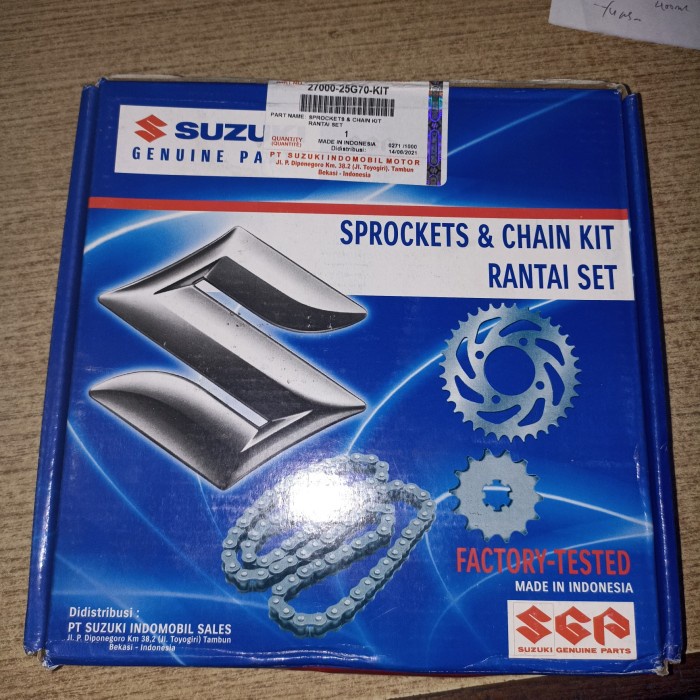 27000-25G70-KIT
PART NAME: SPROCKETS & CHAIN KIT
RANTAI SET
1
QUANTITY
(QUANTITE)
MADE IN INDONESIA
Didistribusi:
0271 /1000
14/06/2021
PT SUZUKI INDOMOBIL MOTOR
Jl. P. Diponegoro Km. 38.2 (Jl. Toyogiri). Tambun
Bekasi - Indonesia
GENUINE
SPROCKETS & CHAIN KIT
RANTAI SET
FACTORY-TESTED
MADE IN INDONESIA
Didistribusi :
PT SUZUKI INDOMOBIL SALES
Jl. P. Diponegoro Km 38.2 (Jl. Toyogiri) Tambun
Bekasi - Indonesia
SGP
SUZUKI GENUINE PARTS